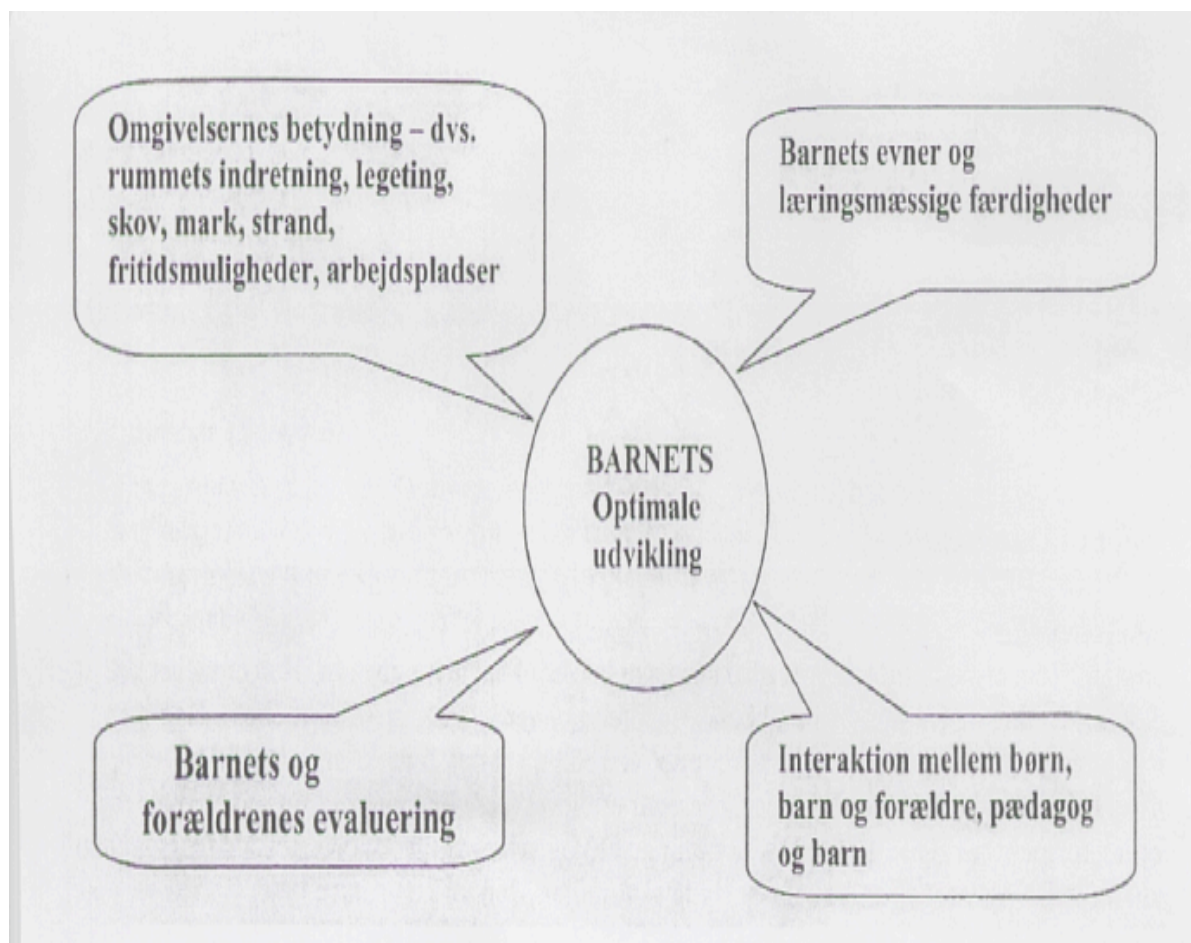 Omgivelsernes betydning – dvs.
rummets indretning, legeting,
skov, mark, strand,
fritidsmuligheder, arbejdspladser
Barnets evner og
læringsmæssige færdigheder
BARNETS
Optimale
udvikling
Barnets og
forældrenes evaluering
Interaktion mellem børn,
barn og forældre, pædagog
og barn